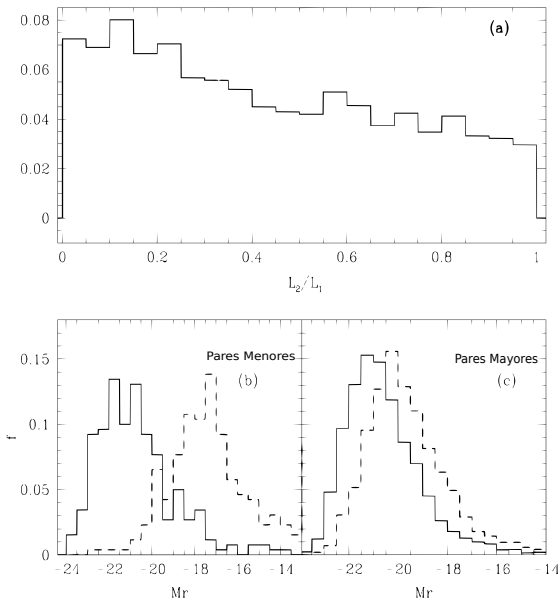 0.08
(a)
0.06
0.04
0.02
0
0 0.2 0.4 0.6 0.8 1
L₂/L₁
Pares Menores
Pares Mayores
(b)
(c)
0.15
0.1
f
0.05
0
-24 -22 -20 -18 -16 -14
-22 -20 -18 -16 -14
Mr
Mr